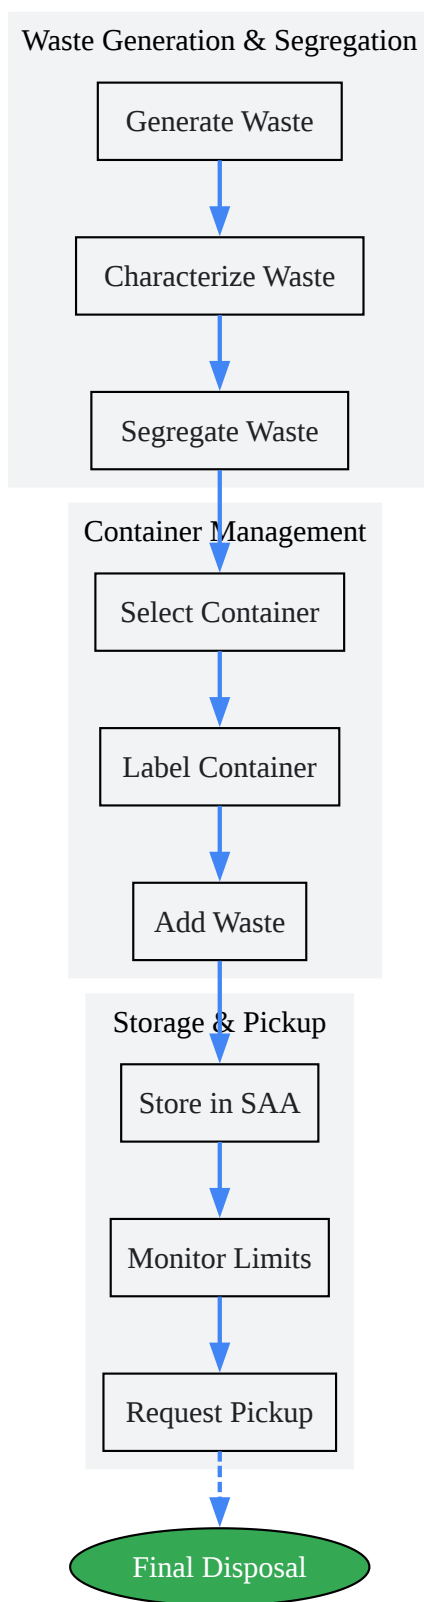 Waste Generation & Segregation
Generate Waste
Characterize Waste
Segregate Waste
Container Management
Select Container
Label Container
Add Waste
Storage & Pickup
Store in SAA
Monitor Limits
Request Pickup
Final Disposal